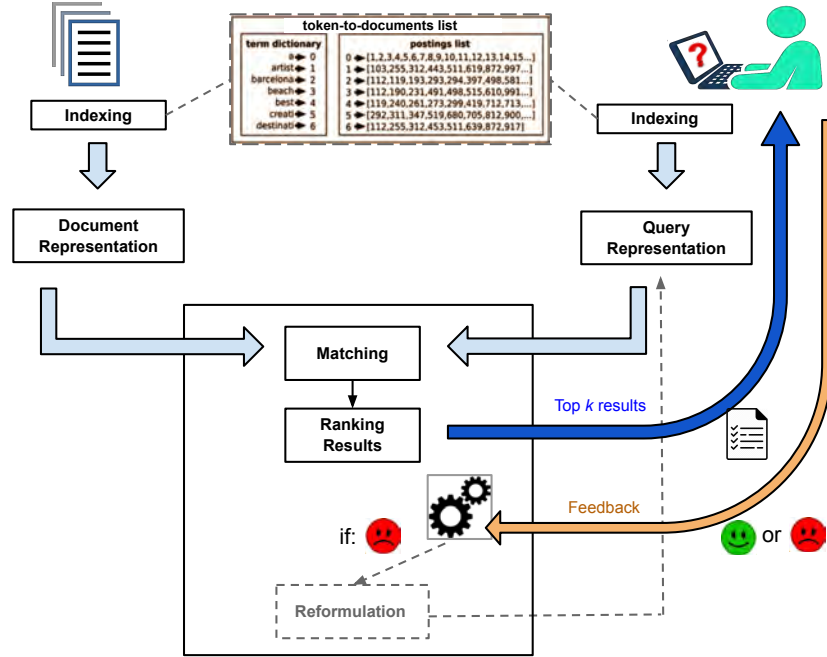 token-to-documents list
term dictionary
a 0
artist 1
barcelona 2
beach 3
best 4
creati 5
destinati 6
postings list
0 [1,2,3,4,5,6,7,8,9,10,11,12,13,14,15...]
1 [103,255,312,443,511,619,872,997,...]
2 [112,119,193,293,294,397,498,581...]
3 [112,190,231,491,498,515,610,991...]
4 [119,240,261,273,299,419,712,713,...]
5 [292,311,347,519,680,705,812,900,...]
6 [112,255,312,453,511,639,872,917]
?
Indexing
Indexing
Document
Representation
Query
Representation
Matching
Ranking
Results
Top k results
Feedback
if:
or
Reformulation